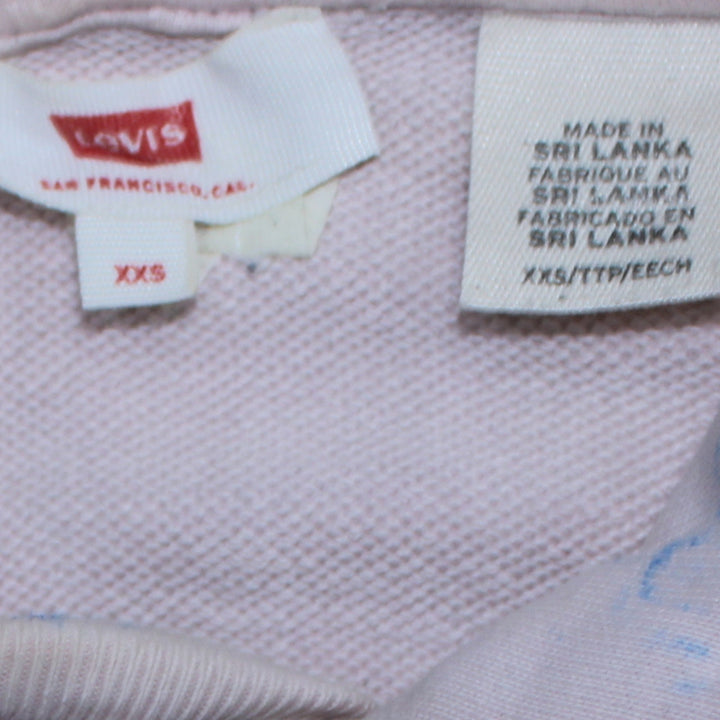 LEVI'S
SAN FRANCISCO, CAL.
XXS
MADE IN
SRI LANKA
FABRIQUE AU
SRI LAMKA
FABRICADO EN
SRI LANKA
XXS/TTP/EECH